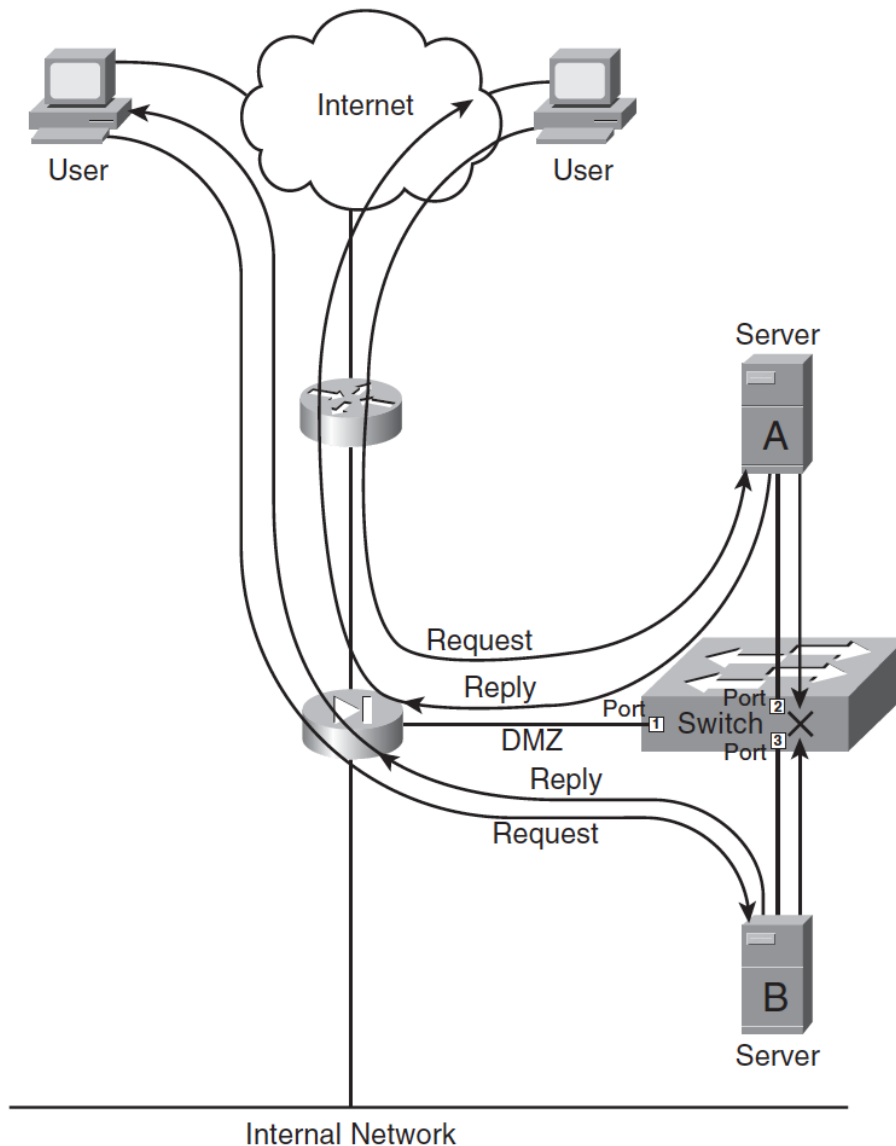 Internet
User
User
Server
A
Request
Reply
Port
1
DMZ
Port
2
Switch
Port
3
Reply
Request
B
Server
Internal Network